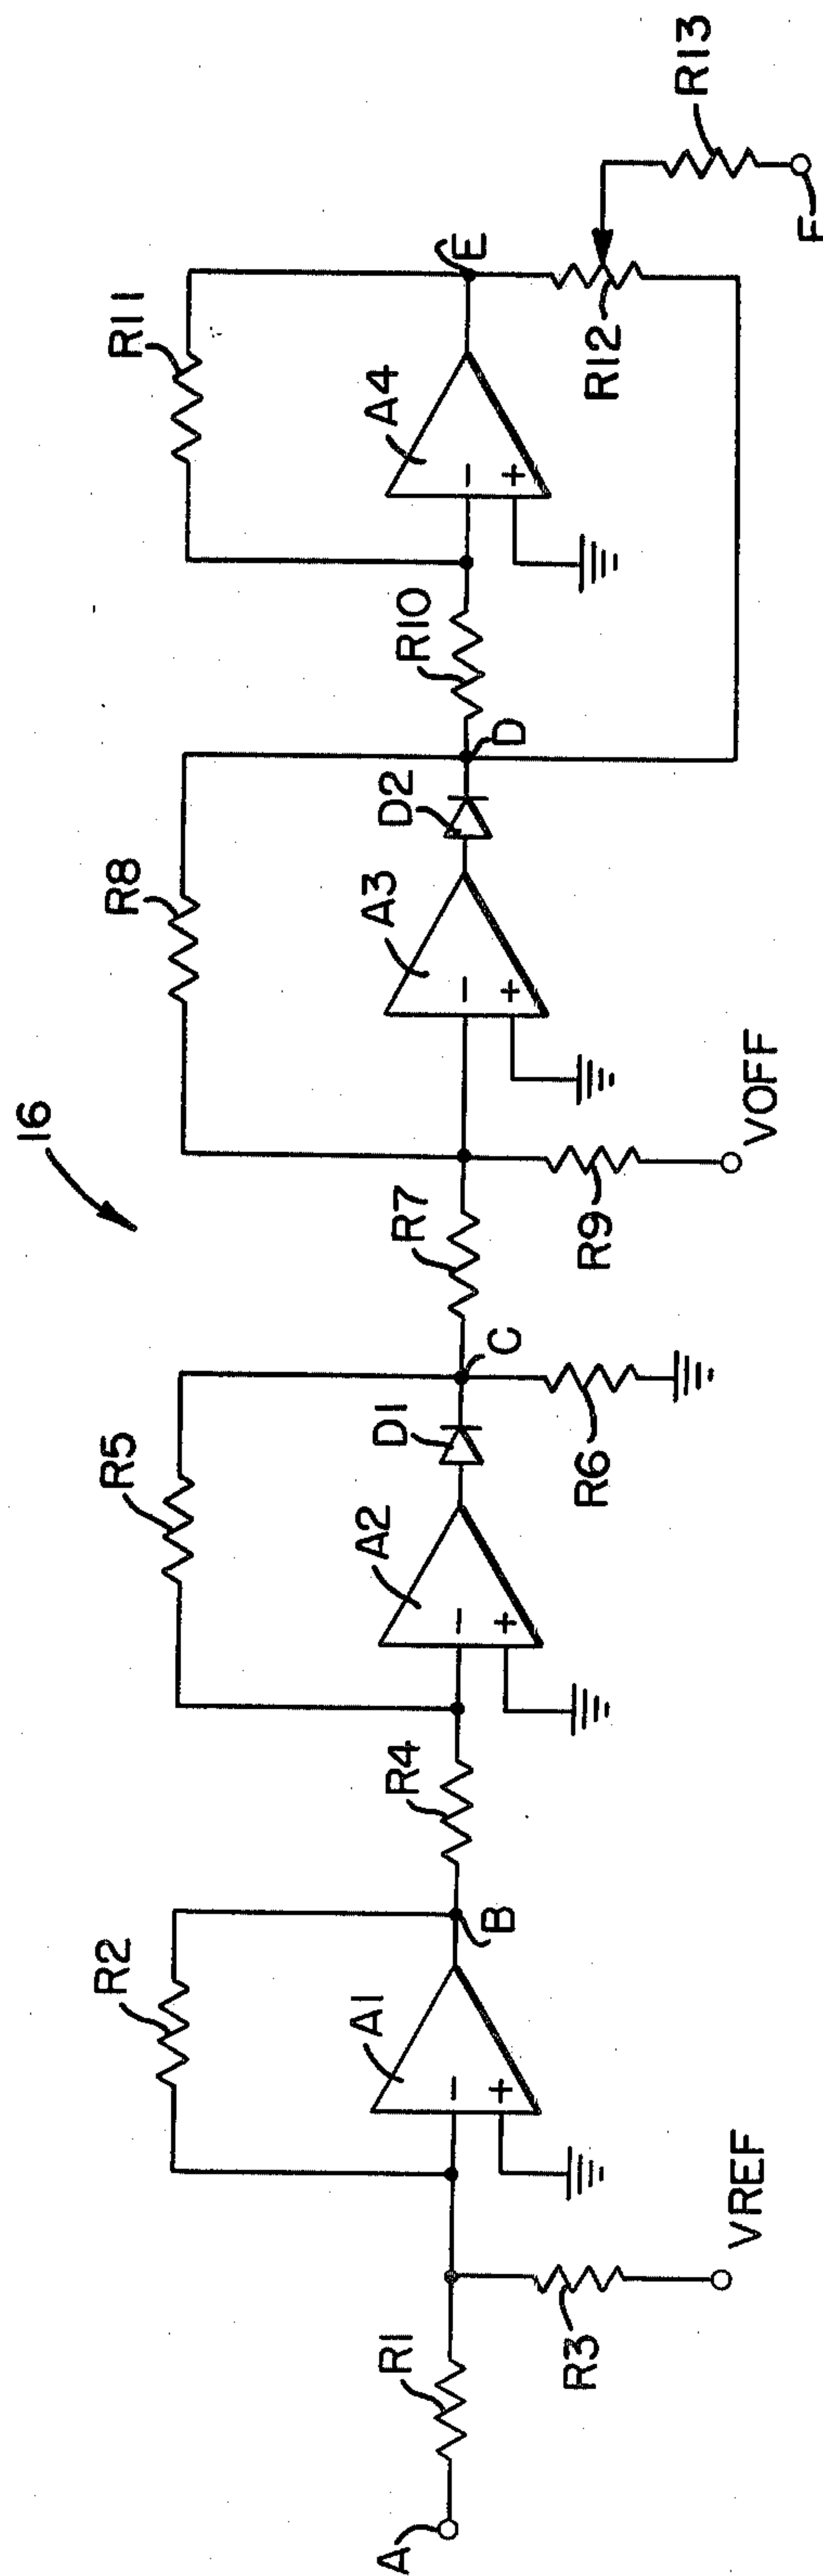 16
R2
R5
R8
R11
A1
A2
A3
A4
D1
D2
A
R1
B
R4
C
R7
D
R10
E
R3
VREF
R6
R9
VOFF
R12
R13
F
-
+
-
+
-
+
-
+